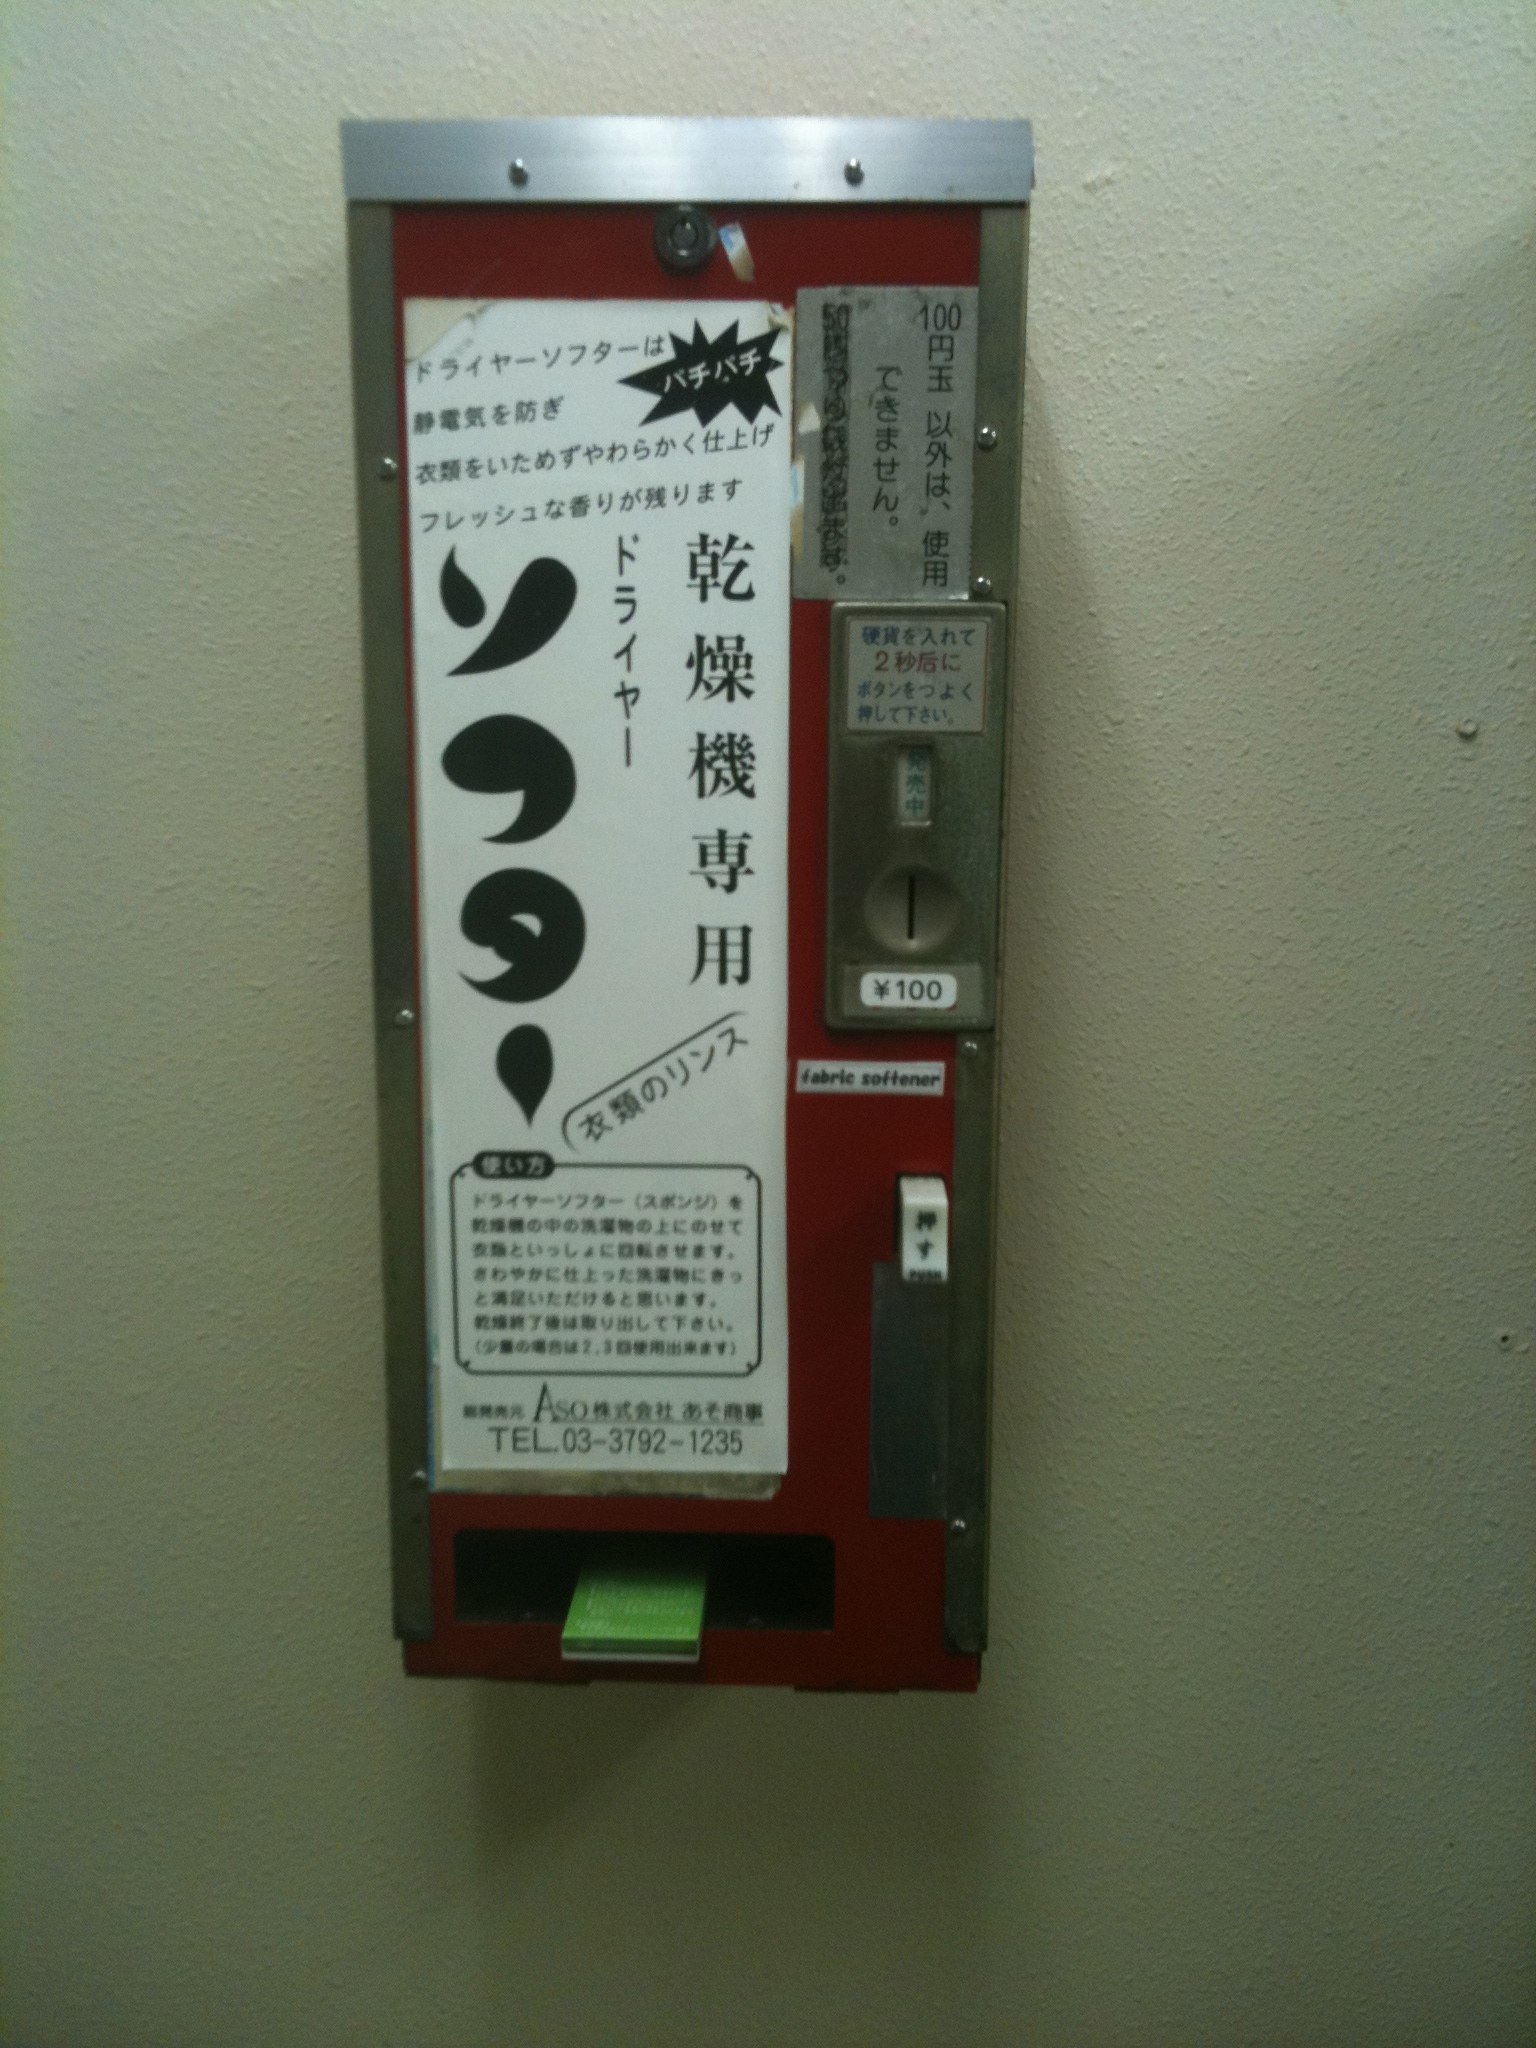 ドライヤーソフターは
パチパチ
静電気を防ぎ
衣類をいためずやわらかく仕上げ
フレッシュな香りが残ります
乾燥機専用
ドライヤー
ソフター
衣類のリンス
使い方
ドライヤーソフター（スポンジ）を
乾燥機の中の洗濯物の上にのせて
衣類といっしょに回転させます。
さわやかに仕上った洗濯物にきっ
と満足いただけると思います。
乾燥終了後は取り出して下さい。
（少量の場合は2,3回使用出来ます）
総発売元 ASO 株式会社 あそ商事
TEL.03-3792-1235
100円玉 以外は、使用
できません。
硬貨を入れて
2秒后に
ボタンをつよく
押して下さい。
発売中
¥100
fabric softener
押す
PUSH